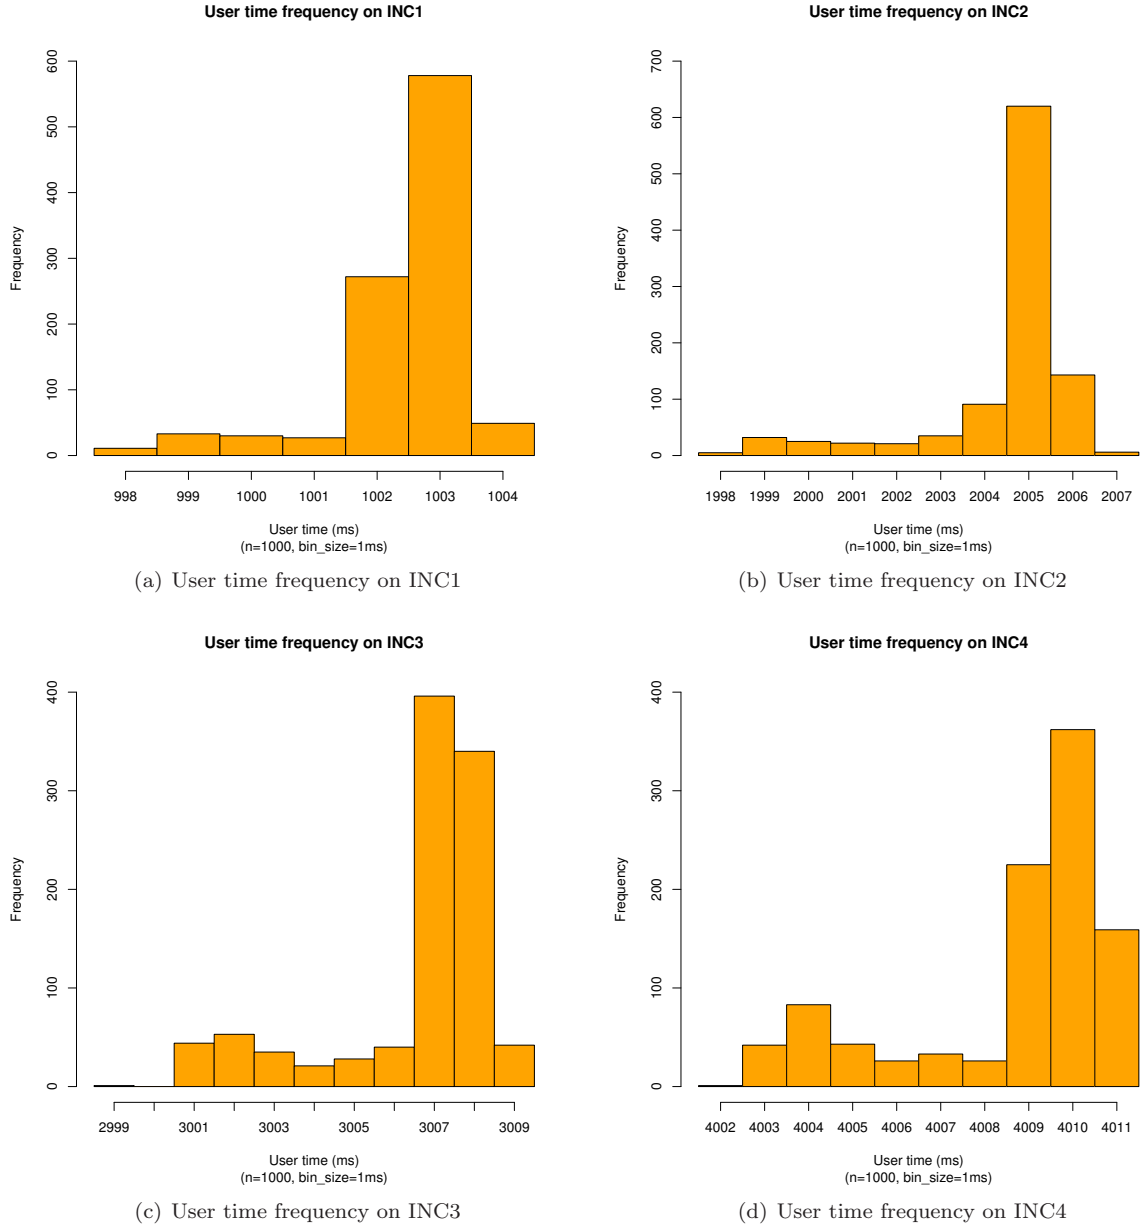 User time frequency on INC1
600
500
400
300
200
100
0
Frequency
998 999 1000 1001 1002 1003 1004
User time (ms)
(n=1000, bin_size=1ms)
(a) User time frequency on INC1
User time frequency on INC2
700
600
500
400
300
200
100
0
Frequency
1998 1999 2000 2001 2002 2003 2004 2005 2006 2007
User time (ms)
(n=1000, bin_size=1ms)
(b) User time frequency on INC2
User time frequency on INC3
400
300
200
100
0
Frequency
2999 3001 3003 3005 3007 3009
User time (ms)
(n=1000, bin_size=1ms)
(c) User time frequency on INC3
User time frequency on INC4
400
300
200
100
0
Frequency
4002 4003 4004 4005 4006 4007 4008 4009 4010 4011
User time (ms)
(n=1000, bin_size=1ms)
(d) User time frequency on INC4